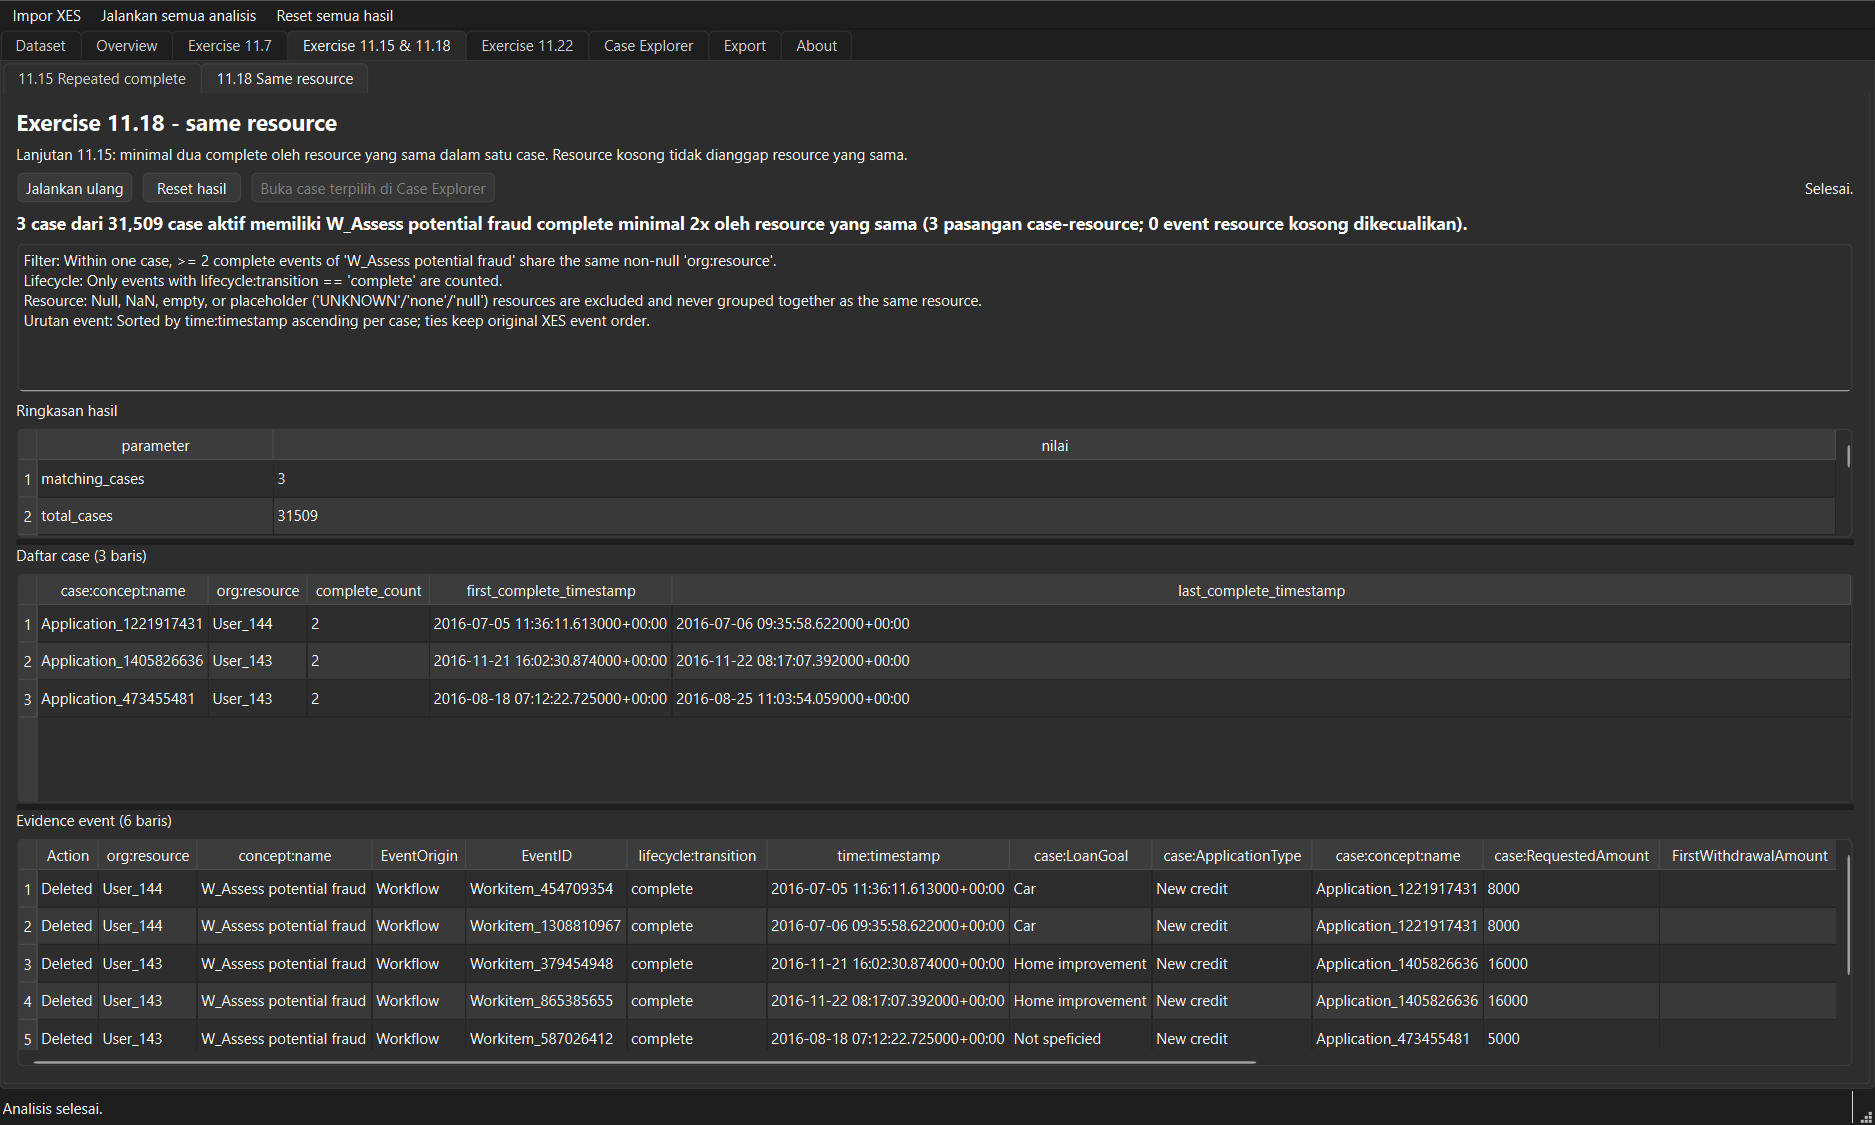 Impor XES Jalankan semua analisis Reset semua hasil
Dataset Overview Exercise 11.7 Exercise 11.15 & 11.18 Exercise 11.22 Case Explorer Export About
11.15 Repeated complete 11.18 Same resource
Exercise 11.18 - same resource
Lanjutan 11.15: minimal dua complete oleh resource yang sama dalam satu case. Resource kosong tidak dianggap resource yang sama.
Jalankan ulang Reset hasil Buka case terpilih di Case Explorer Selesai.
3 case dari 31,509 case aktif memiliki W_Assess potential fraud complete minimal 2x oleh resource yang sama (3 pasangan case-resource; 0 event resource kosong dikecualikan).
Filter: Within one case, >= 2 complete events of 'W_Assess potential fraud' share the same non-null 'org:resource'.
Lifecycle: Only events with lifecycle:transition == 'complete' are counted.
Resource: Null, NaN, empty, or placeholder ('UNKNOWN'/'none'/'null') resources are excluded and never grouped together as the same resource.
Urutan event: Sorted by time:timestamp ascending per case; ties keep original XES event order.
Ringkasan hasil
parameter nilai
1 matching_cases 3
2 total_cases 31509
Daftar case (3 baris)
case:concept:name org:resource complete_count first_complete_timestamp last_complete_timestamp
1 Application_1221917431 User_144 2 2016-07-05 11:36:11.613000+00:00 2016-07-06 09:35:58.622000+00:00
2 Application_1405826636 User_143 2 2016-11-21 16:02:30.874000+00:00 2016-11-22 08:17:07.392000+00:00
3 Application_473455481 User_143 2 2016-08-18 07:12:22.725000+00:00 2016-08-25 11:03:54.059000+00:00
Evidence event (6 baris)
Action org:resource concept:name EventOrigin EventID lifecycle:transition time:timestamp case:LoanGoal case:ApplicationType case:concept:name case:RequestedAmount FirstWithdrawalAmount
1 Deleted User_144 W_Assess potential fraud Workflow Workitem_454709354 complete 2016-07-05 11:36:11.613000+00:00 Car New credit Application_1221917431 8000
2 Deleted User_144 W_Assess potential fraud Workflow Workitem_1308810967 complete 2016-07-06 09:35:58.622000+00:00 Car New credit Application_1221917431 8000
3 Deleted User_143 W_Assess potential fraud Workflow Workitem_379454948 complete 2016-11-21 16:02:30.874000+00:00 Home improvement New credit Application_1405826636 16000
4 Deleted User_143 W_Assess potential fraud Workflow Workitem_865385655 complete 2016-11-22 08:17:07.392000+00:00 Home improvement New credit Application_1405826636 16000
5 Deleted User_143 W_Assess potential fraud Workflow Workitem_587026412 complete 2016-08-18 07:12:22.725000+00:00 Not speficied New credit Application_473455481 5000
Analisis selesai.